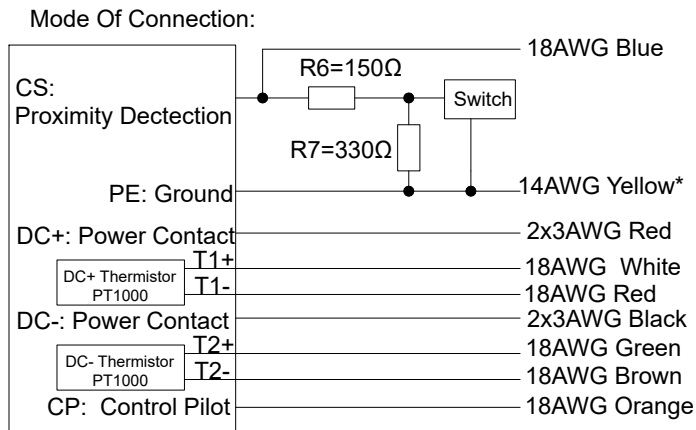 Mode Of Connection:
18AWG Blue
R6=150Ω
CS:
Proximity Dectection
Switch
R7=330Ω
PE: Ground
14AWG Yellow*
DC+: Power Contact
2x3AWG Red
T1+
18AWG White
DC+ Thermistor
PT1000
T1-
18AWG Red
DC-: Power Contact
2x3AWG Black
T2+
18AWG Green
DC- Thermistor
PT1000
T2-
18AWG Brown
CP: Control Pilot
18AWG Orange